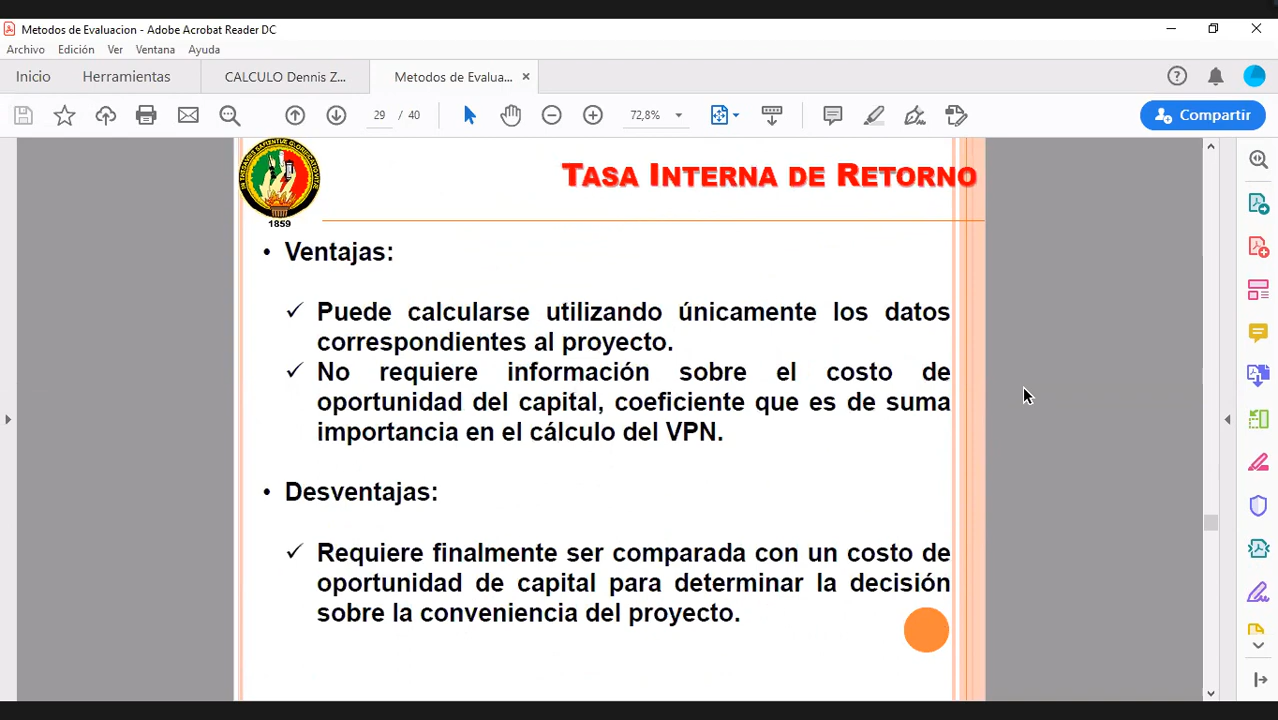 Metodos de Evaluacion - Adobe Acrobat Reader DC
Archivo Edición Ver Ventana Ayuda
Inicio Herramientas CALCULO Dennis Z... Metodos de Evalua...
29 / 40 72,8% Compartir
TASA INTERNA DE RETORNO
1859
• Ventajas:
✓ Puede calcularse utilizando únicamente los datos
correspondientes al proyecto.
✓ No requiere información sobre el costo de
oportunidad del capital, coeficiente que es de suma
importancia en el cálculo del VPN.
• Desventajas:
✓ Requiere finalmente ser comparada con un costo de
oportunidad de capital para determinar la decisión
sobre la conveniencia del proyecto.